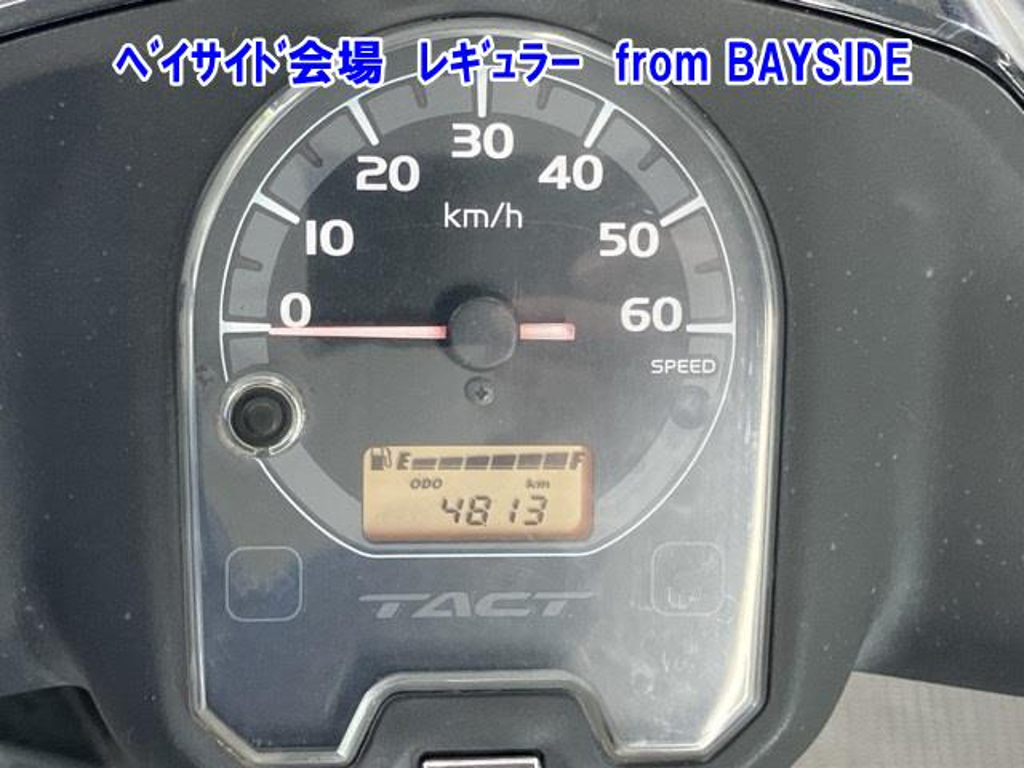 ﾍﾞｲｻｲﾄﾞ会場 ﾚｷﾞｭﾗｰ from BAYSIDE
30
20 40
km/h
10 50
0 60
SPEED
E F
ODO km
4813
TACT